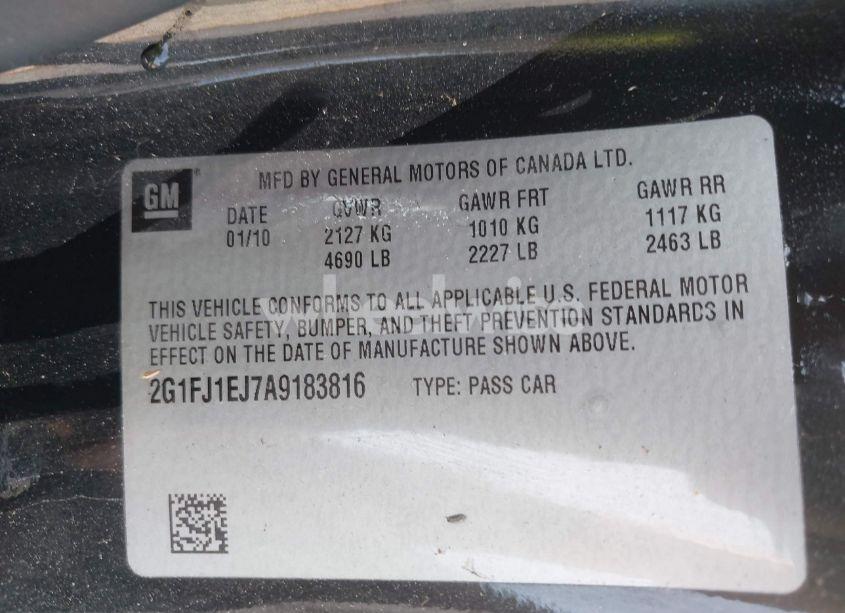 GM
MFD BY GENERAL MOTORS OF CANADA LTD.
DATE GVWR GAWR FRT GAWR RR
01/10 2127 KG 1010 KG 1117 KG
4690 LB 2227 LB 2463 LB
THIS VEHICLE CONFORMS TO ALL APPLICABLE U.S. FEDERAL MOTOR
VEHICLE SAFETY, BUMPER, AND THEFT PREVENTION STANDARDS IN
EFFECT ON THE DATE OF MANUFACTURE SHOWN ABOVE.
2G1FJ1EJ7A9183816 TYPE: PASS CAR